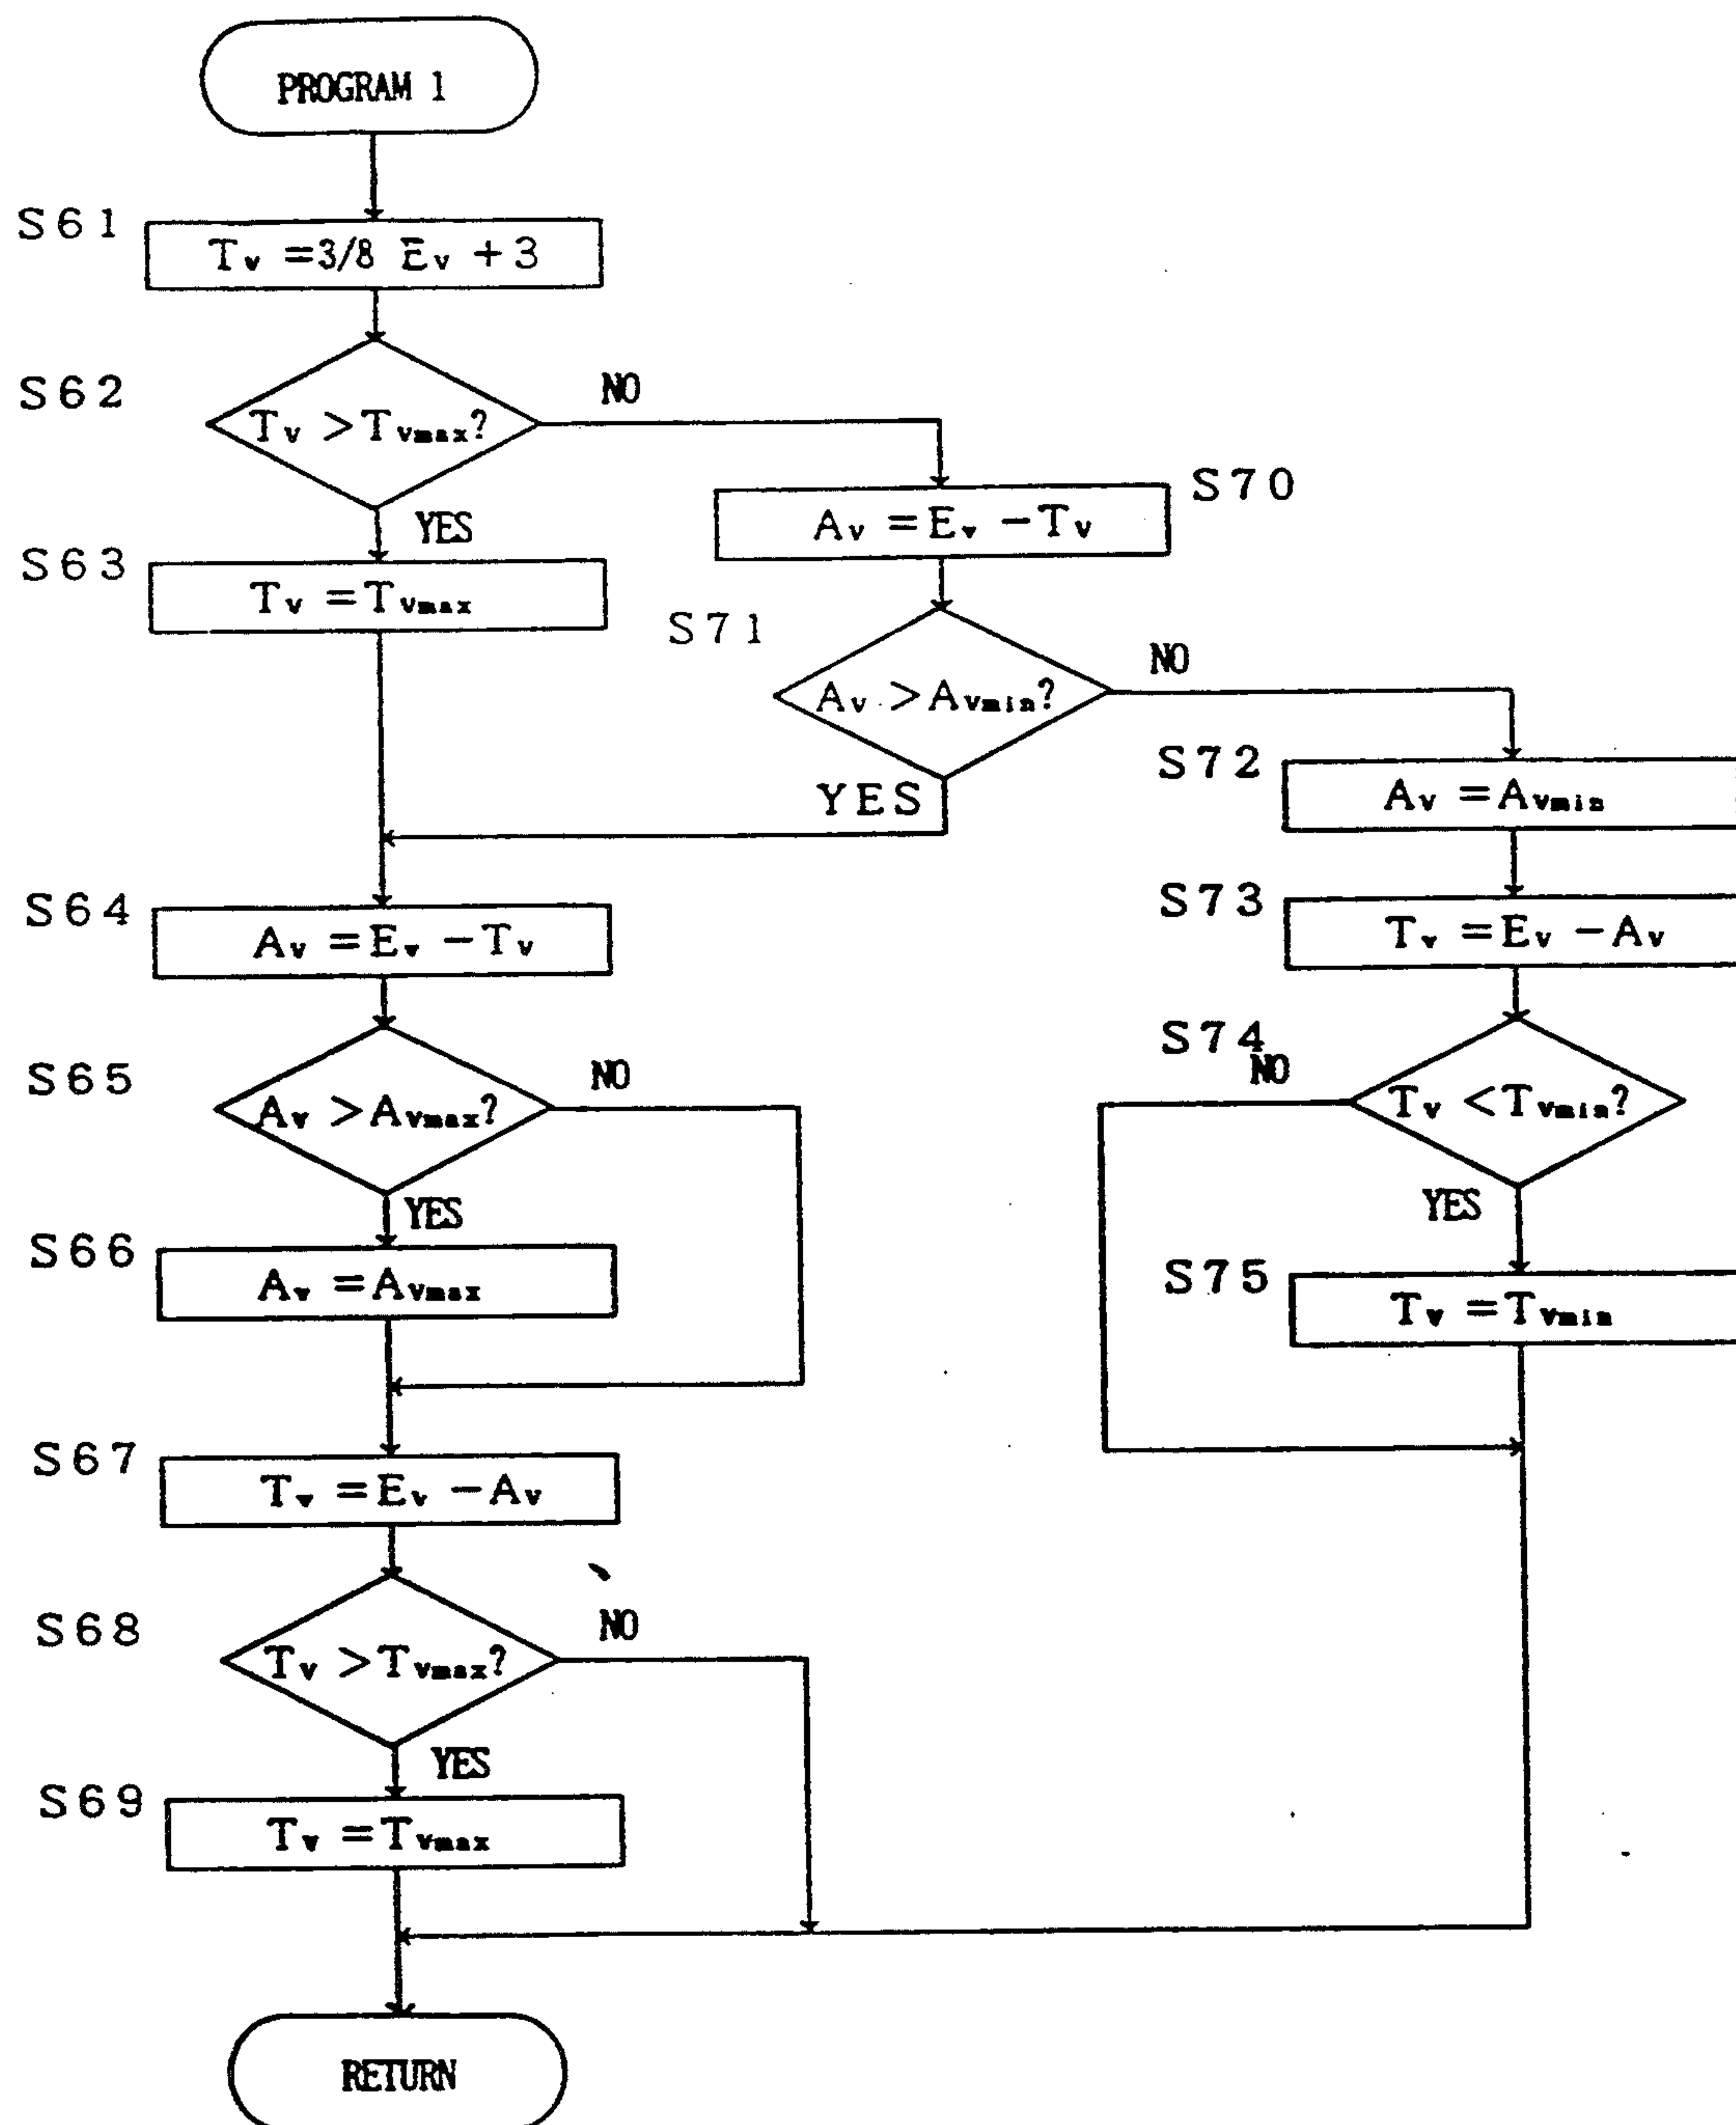 PROGRAM 1
S61
Tv =3/8 Ev +3
S62
Tv >Tvmax?
NO
YES
S63
Tv =Tvmax
S70
Av =Ev -Tv
S71
Av >Avmin?
NO
YES
S72
Av =Avmin
S73
Tv =Ev -Av
S74
Tv <Tvmin?
NO
YES
S75
Tv =Tvmin
S64
Av =Ev -Tv
S65
Av >Avmax?
NO
YES
S66
Av =Avmax
S67
Tv =Ev -Av
S68
Tv >Tvmax?
NO
YES
S69
Tv =Tvmax
RETURN